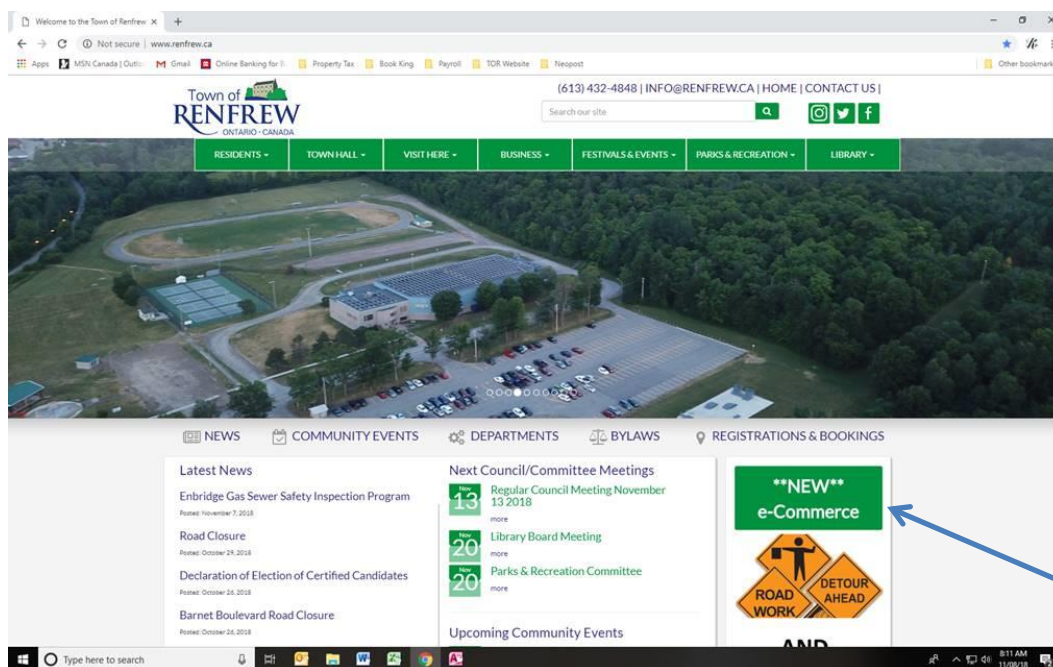 Welcome to the Town of Renfrew
Not secure | www.renfrew.ca
Apps MSN Canada | Outlo Gmail Online Banking for Property Tax Book King Payroll TOR Website Neopost Other bookmark
Town of
RENFREW
ONTARIO · CANADA
(613) 432-4848 | INFO@RENFREW.CA | HOME | CONTACT US |
Search our site
RESIDENTS TOWN HALL VISIT HERE BUSINESS FESTIVALS & EVENTS PARKS & RECREATION LIBRARY
NEWS COMMUNITY EVENTS DEPARTMENTS BYLAWS REGISTRATIONS & BOOKINGS
Latest News
Enbridge Gas Sewer Safety Inspection Program
Posted: November 7, 2018
Road Closure
Posted: October 29, 2018
Declaration of Election of Certified Candidates
Posted: October 26, 2018
Barnet Boulevard Road Closure
Posted: October 26, 2018
Next Council/Committee Meetings
Nov
13
Regular Council Meeting November
13 2018
more
Nov
20
Library Board Meeting
more
Nov
20
Parks & Recreation Committee
more
Upcoming Community Events
**NEW**
e-Commerce
ROAD
WORK
DETOUR
AHEAD
AND
Type here to search
8:11 AM
11/08/18